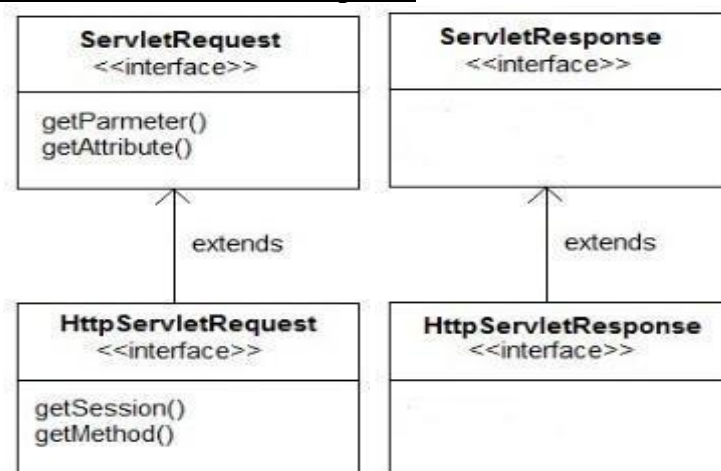 ServletRequest
<<interface>>
getParmeter()
getAttribute()
ServletResponse
<<interface>>
extends
extends
HttpServletRequest
<<interface>>
getSession()
getMethod()
HttpServletResponse
<<interface>>